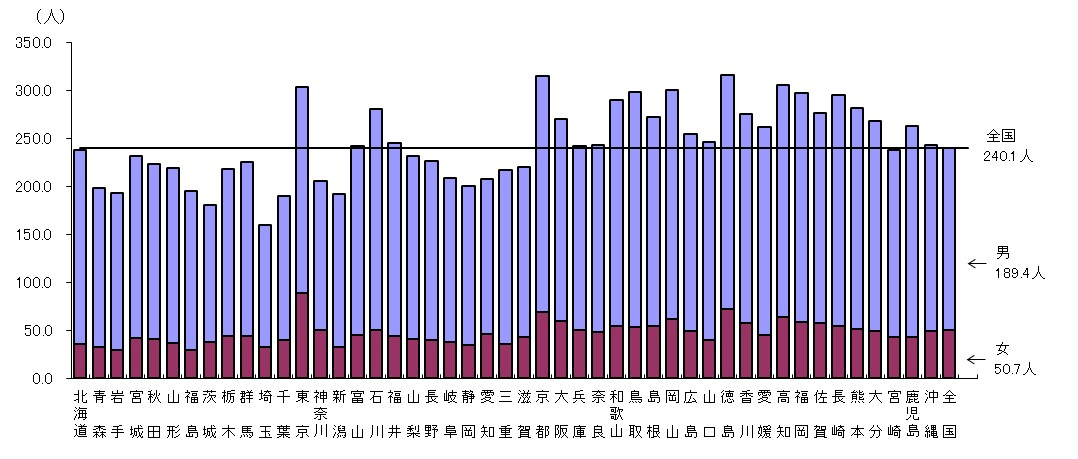 （人）
350.0
300.0
250.0
200.0
150.0
100.0
50.0
0.0
全国
240.1人
男
189.4人
女
50.7人
北海道
青森
岩手
宮城
秋田
山形
福島
茨城
栃木
群馬
埼玉
千葉
東京
神奈川
新潟
富山
石川
福井
山梨
長野
岐阜
静岡
愛知
三重
滋賀
京都
大阪
兵庫
奈良
和歌山
鳥取
島根
岡山
広島
山口
徳島
香川
愛媛
高知
福岡
佐賀
長崎
熊本
大分
宮崎
鹿児島
沖縄
全国